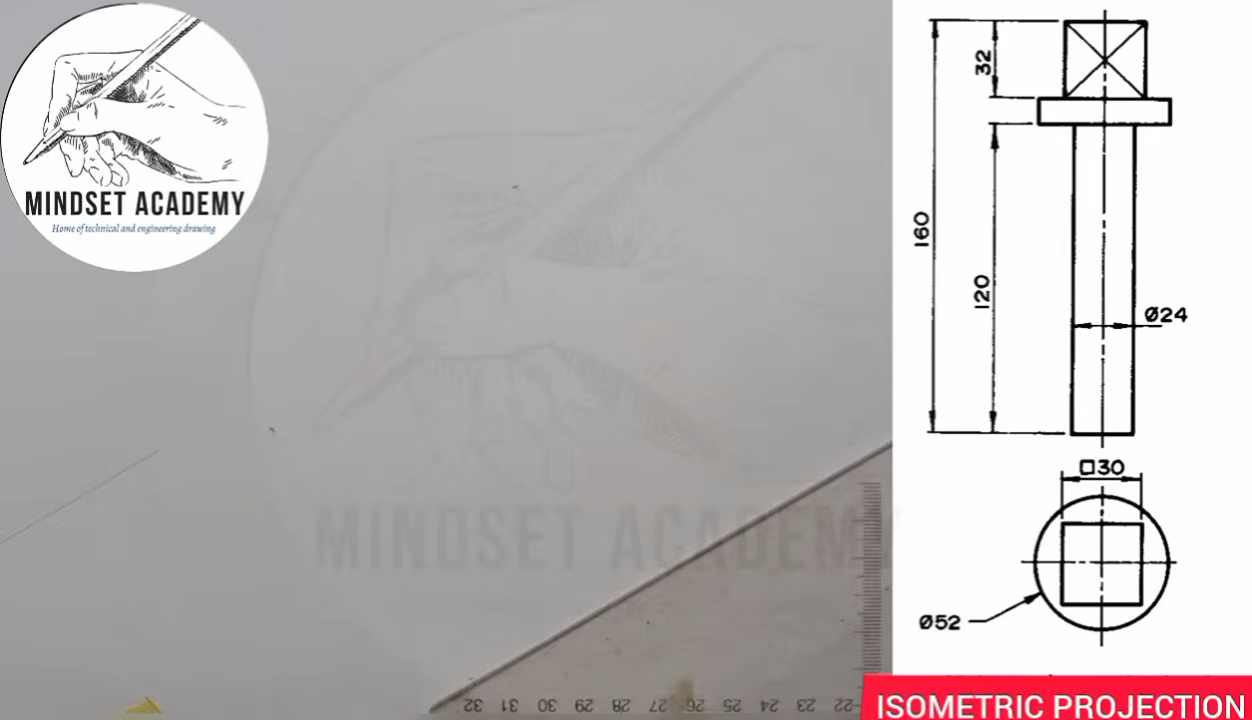 MINDSET ACADEMY
Home of technical and engineering drawing
MINDSET ACADEMY
32
160
120
Ø24
□30
Ø52
32 31 30 29 28 27 26 25 24 23 22
ISOMETRIC PROJECTION